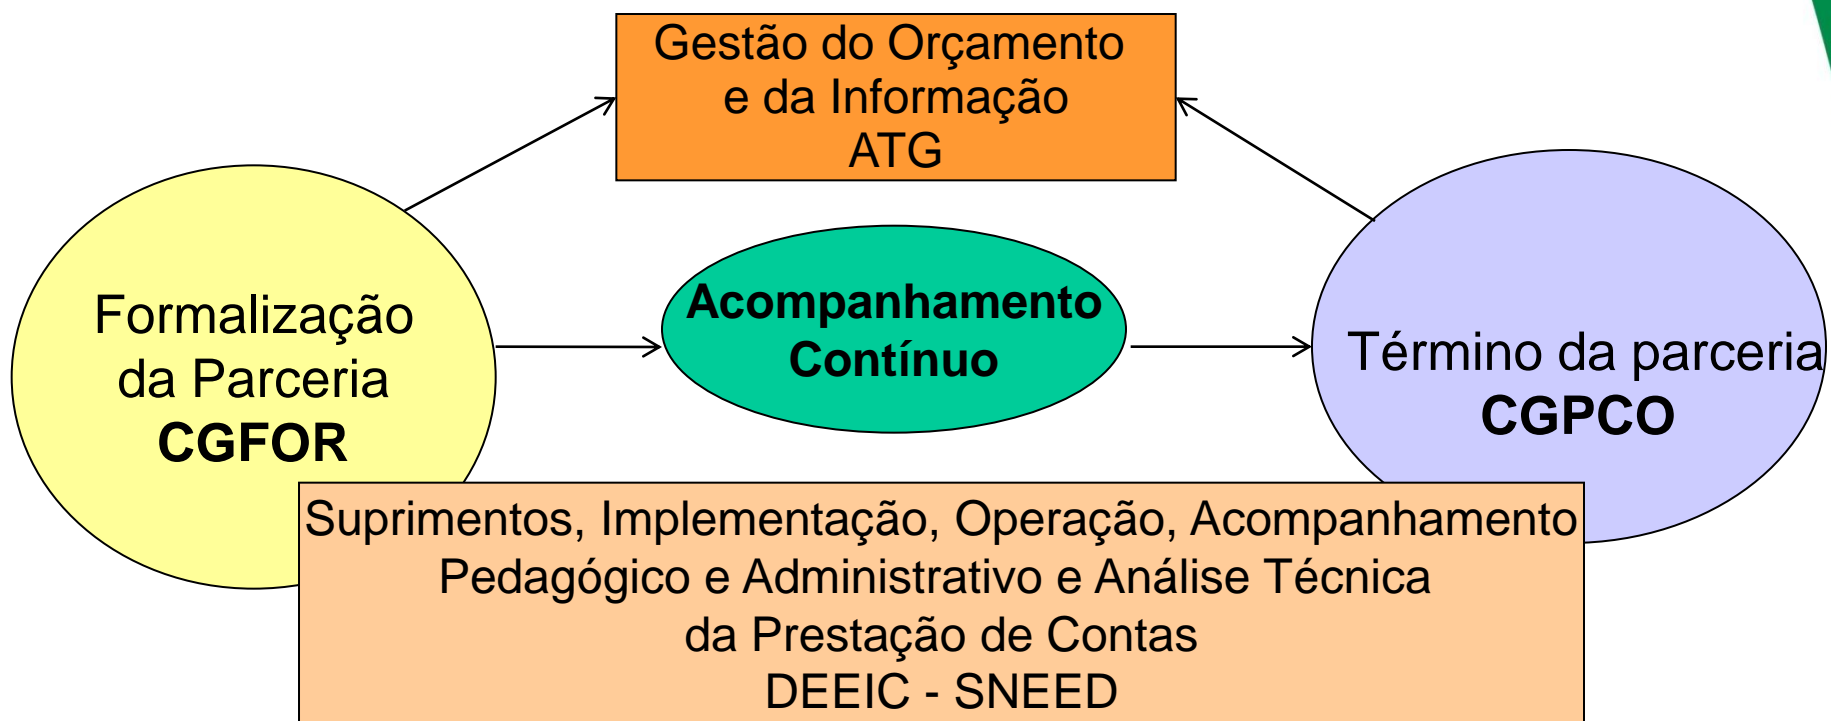 Gestão do Orçamento
e da Informação
ATG
Formalização
da Parceria
CGFOR
Acompanhamento
Contínuo
Término da parceria
CGPCO
Suprimentos, Implementação, Operação, Acompanhamento
Pedagógico e Administrativo e Análise Técnica
da Prestação de Contas
DEEIC - SNEED